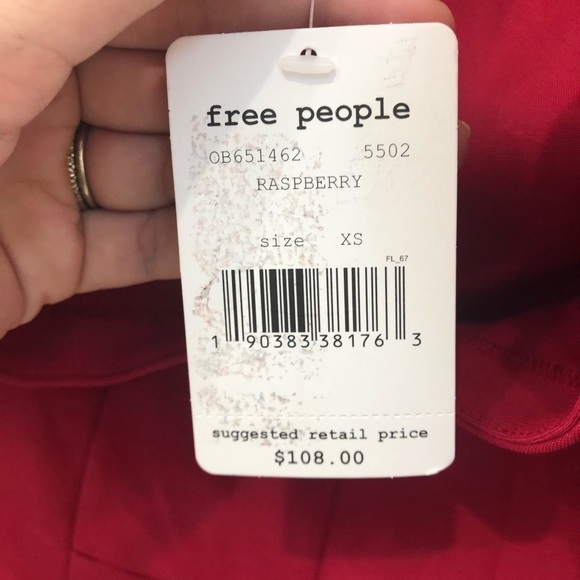 free people
OB651462 5502
RASPBERRY
size XS
FL_67
1 90383 38176 3
suggested retail price
$108.00